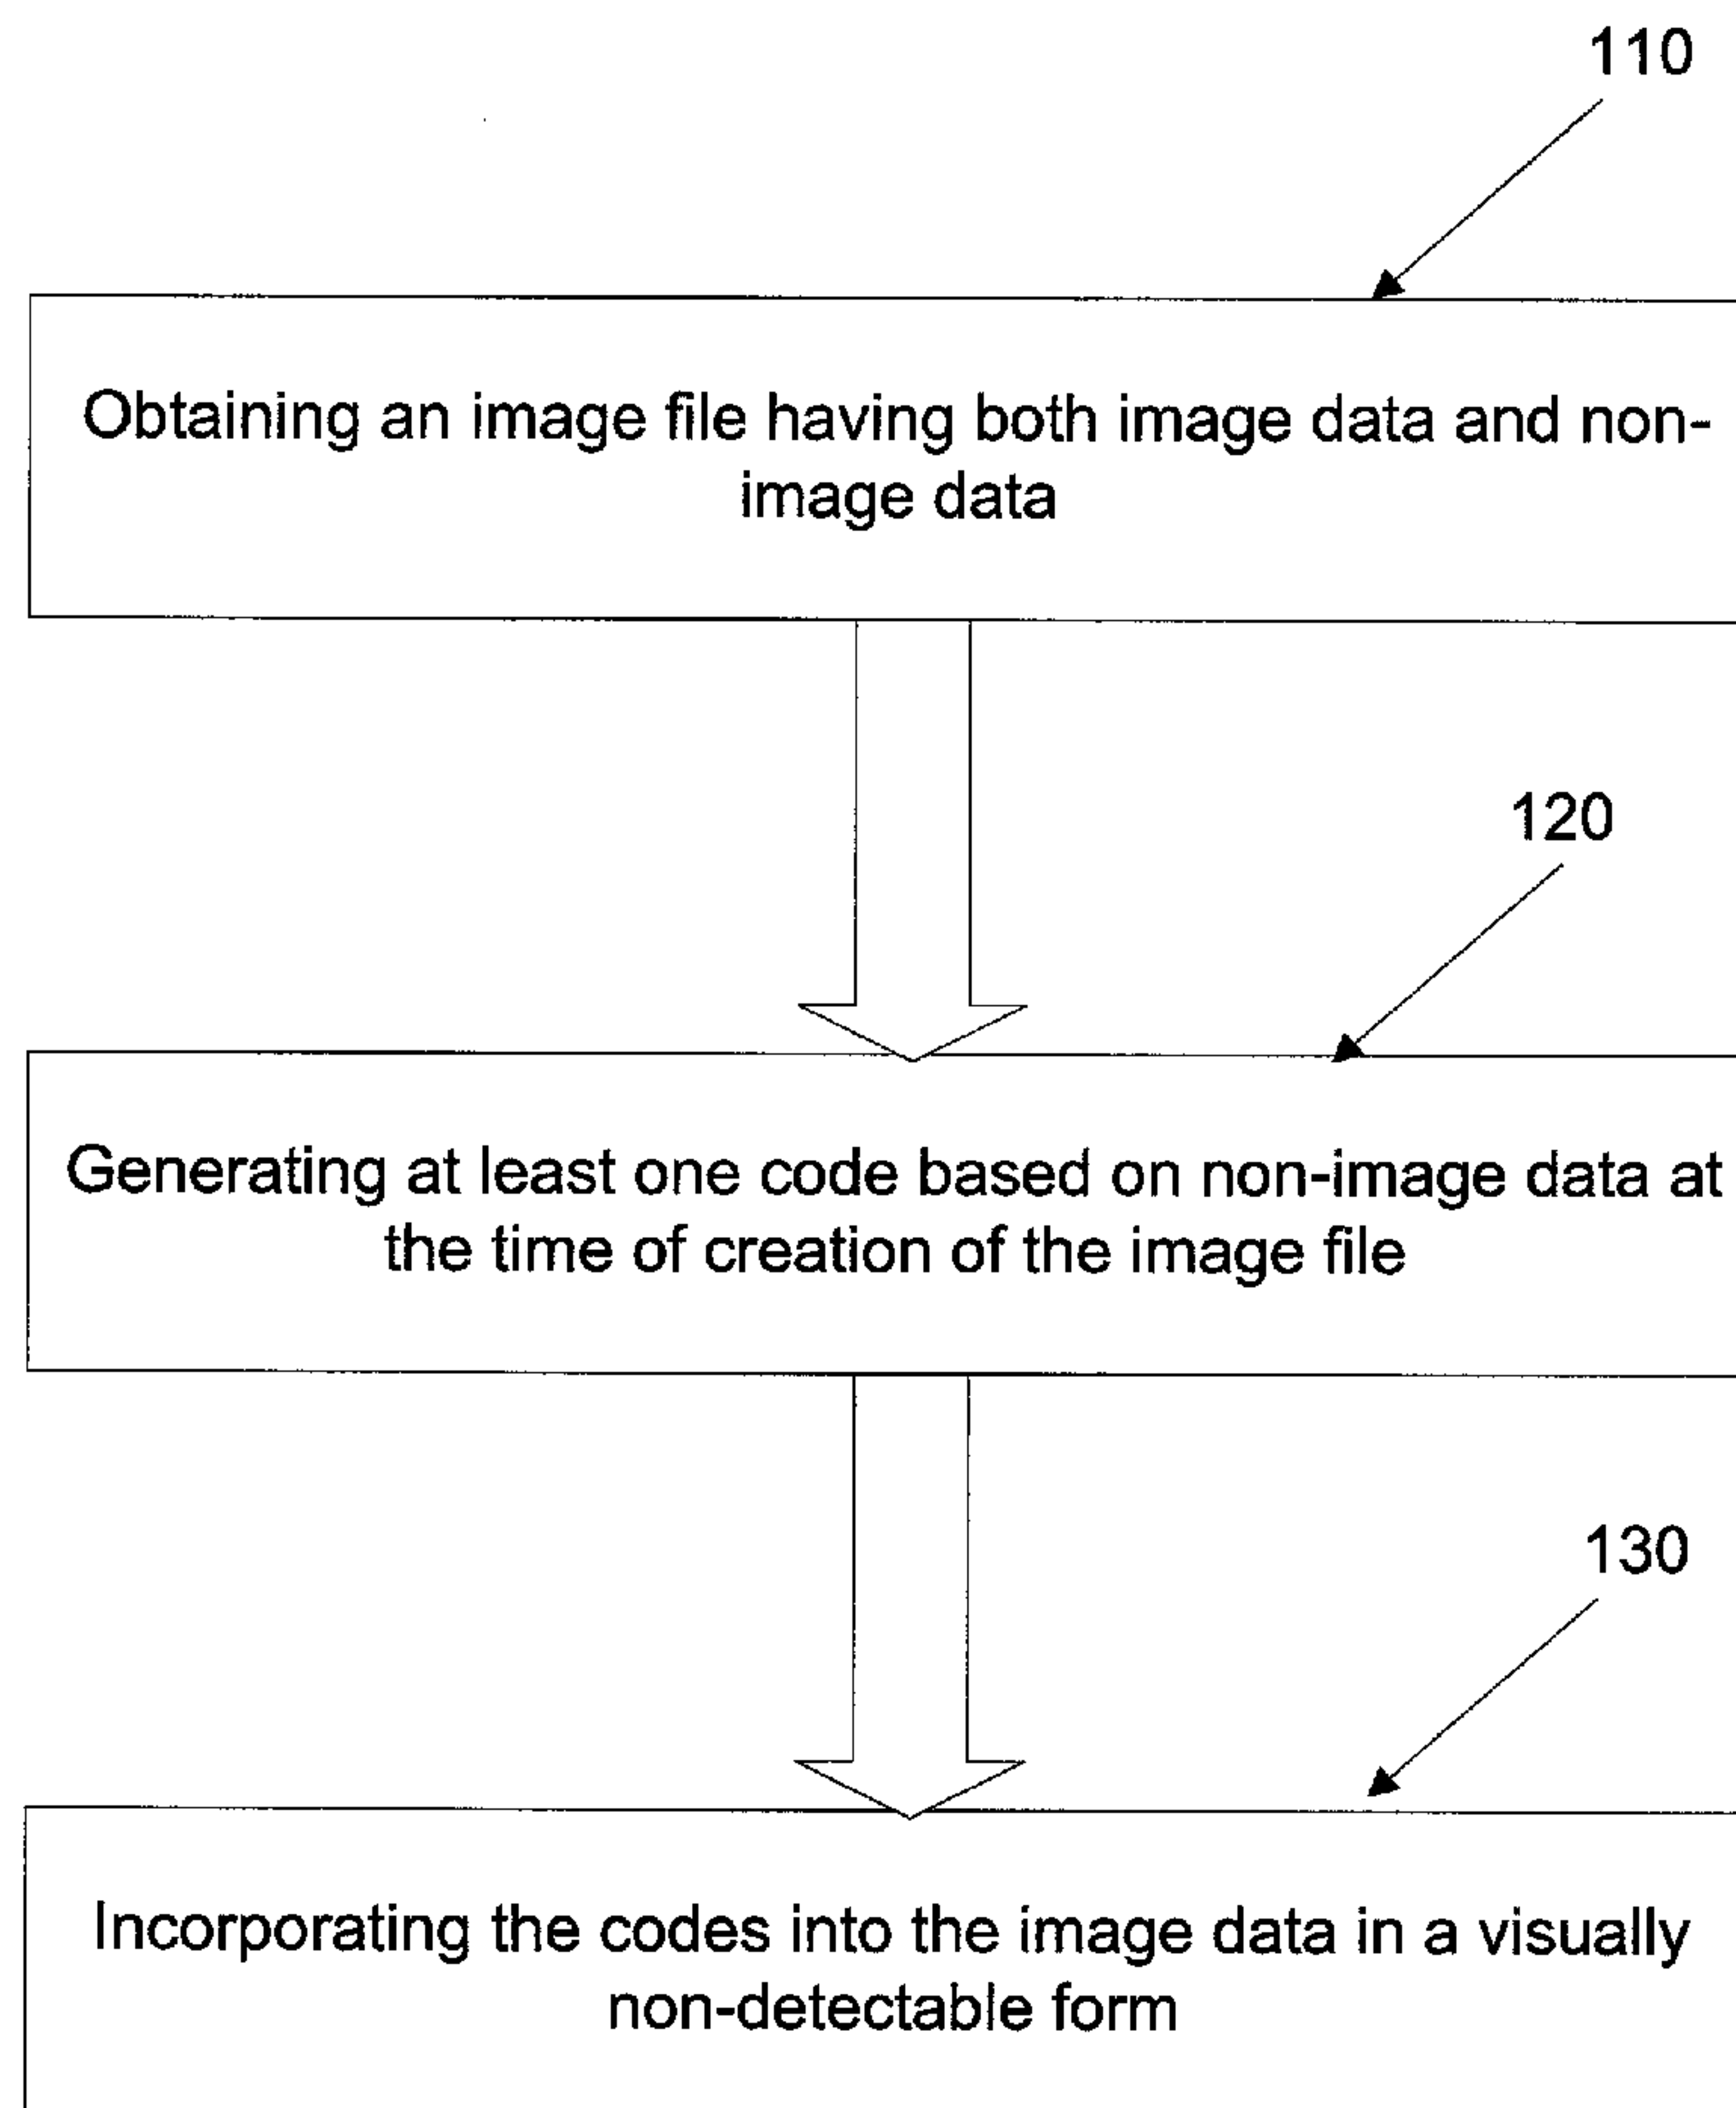 110
Obtaining an image file having both image data and non-
image data
120
Generating at least one code based on non-image data at
the time of creation of the image file
130
Incorporating the codes into the image data in a visually
non-detectable form